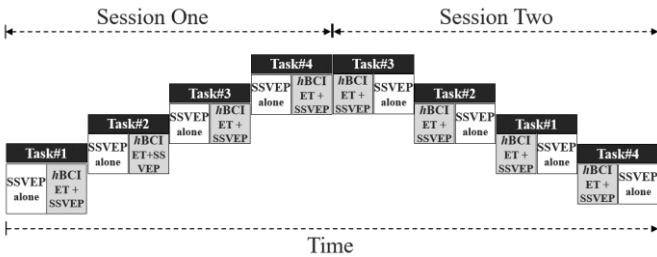 Session One
Session Two
Task#4
Task#3
SSVEP
alone
hBCI
ET +
SSVEP
hBCI
ET +
SSVEP
SSVEP
alone
Task#3
SSVEP
alone
hBCI
ET +
SSVEP
Task#2
hBCI
ET +
SSVEP
SSVEP
alone
Task#2
SSVEP
alone
hBCI
ET+SS
VEP
Task#1
hBCI
ET +
SSVEP
SSVEP
alone
Task#1
SSVEP
alone
hBCI
ET +
SSVEP
Task#4
hBCI
ET +
SSVEP
SSVEP
alone
Time